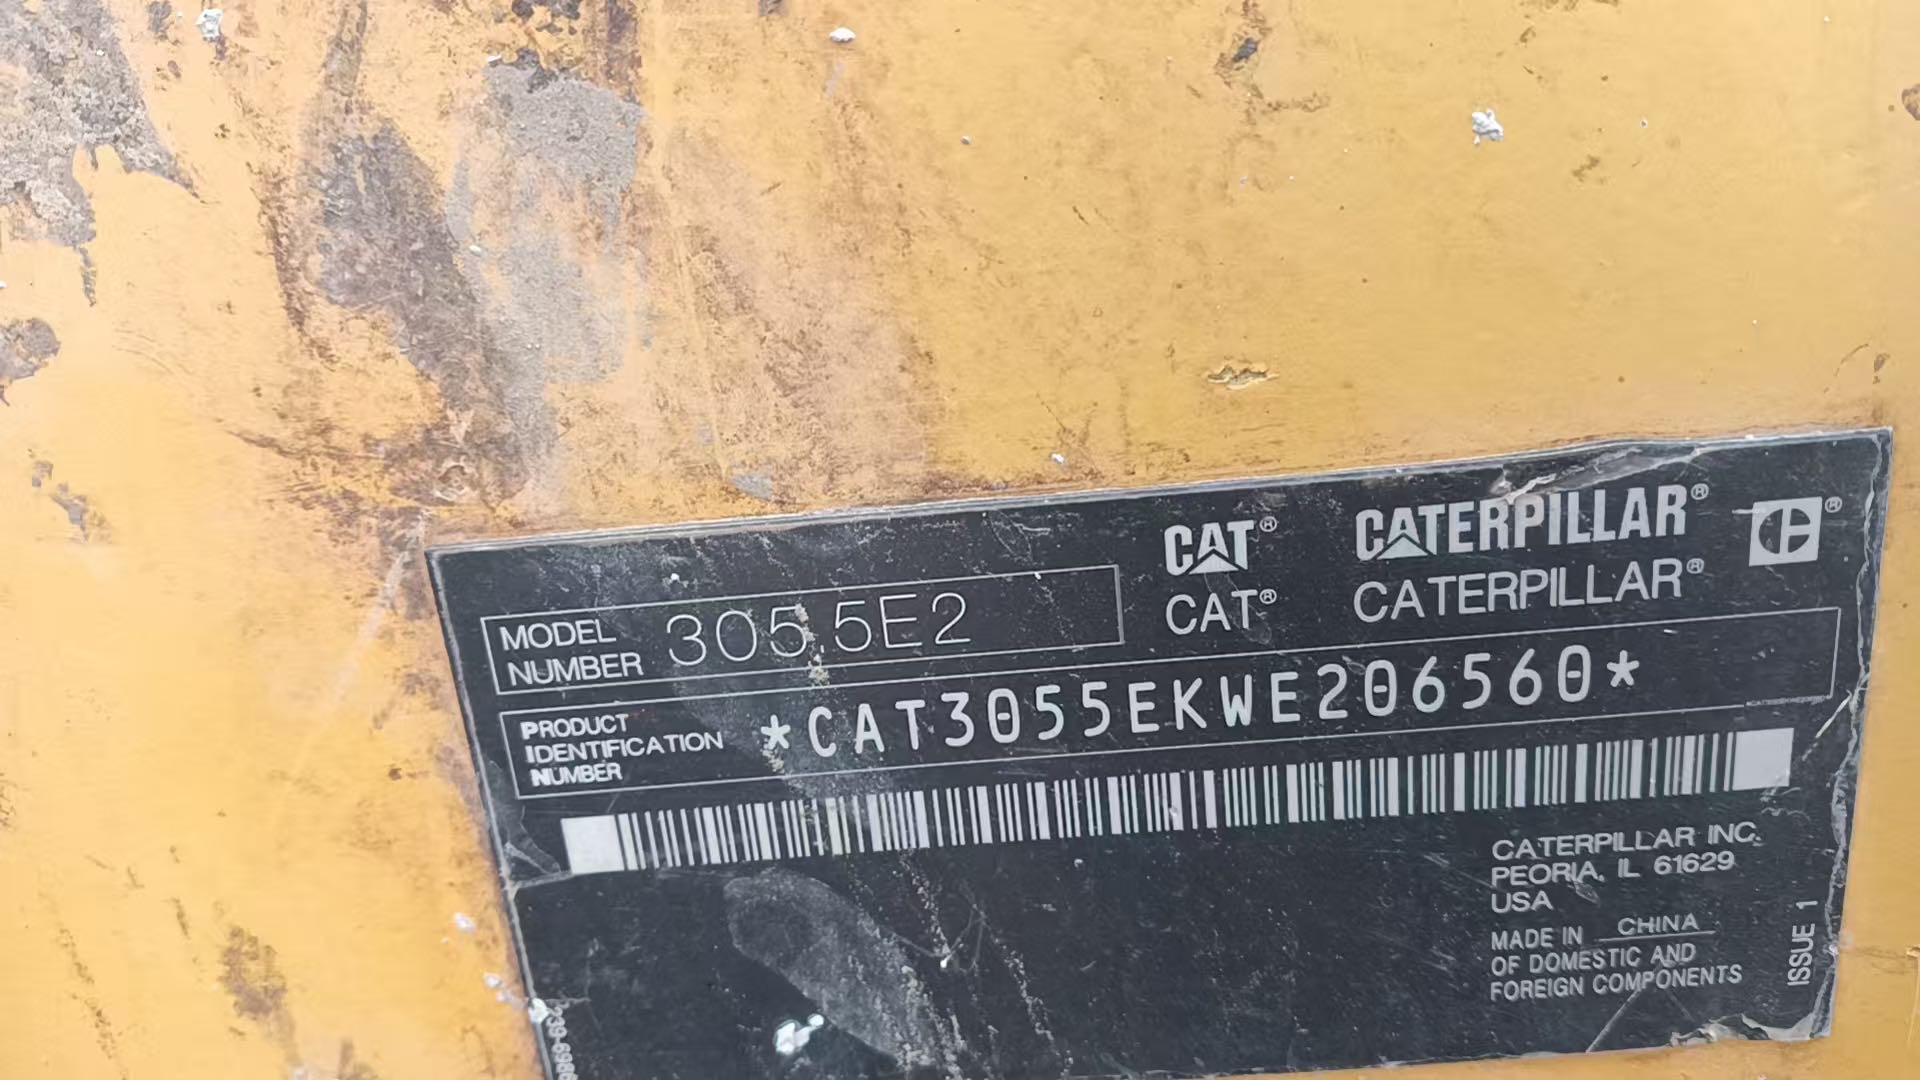 CAT® CATERPILLAR® ®
CAT® CATERPILLAR®
MODEL NUMBER 305.5E2
PRODUCT IDENTIFICATION NUMBER *CAT3055EKWE206560*
CATERPILLAR INC.
PEORIA, IL 61629
USA
MADE IN CHINA
OF DOMESTIC AND
FOREIGN COMPONENTS
ISSUE 1